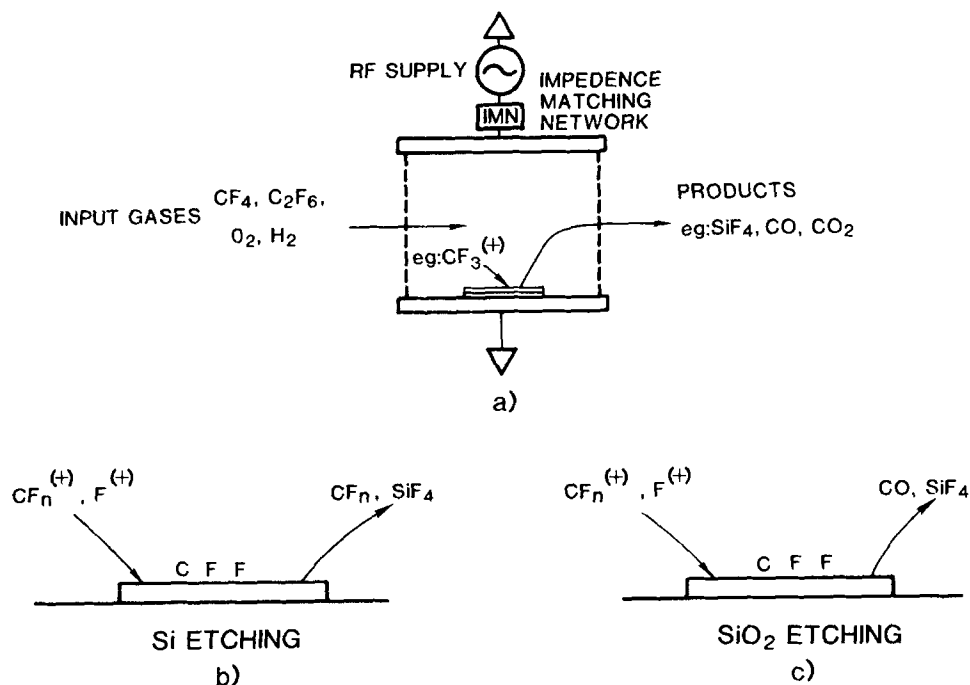 RF SUPPLY
IMPEDENCE
MATCHING
NETWORK
IMN
INPUT GASES
CF4, C2F6,
O2, H2
PRODUCTS
eg:SiF4, CO, CO2
eg:CF3(+)
a)
CFn(+), F(+)
CFn, SiF4
C F F
Si ETCHING
b)
CFn(+), F(+)
CO, SiF4
C F F
SiO2 ETCHING
c)